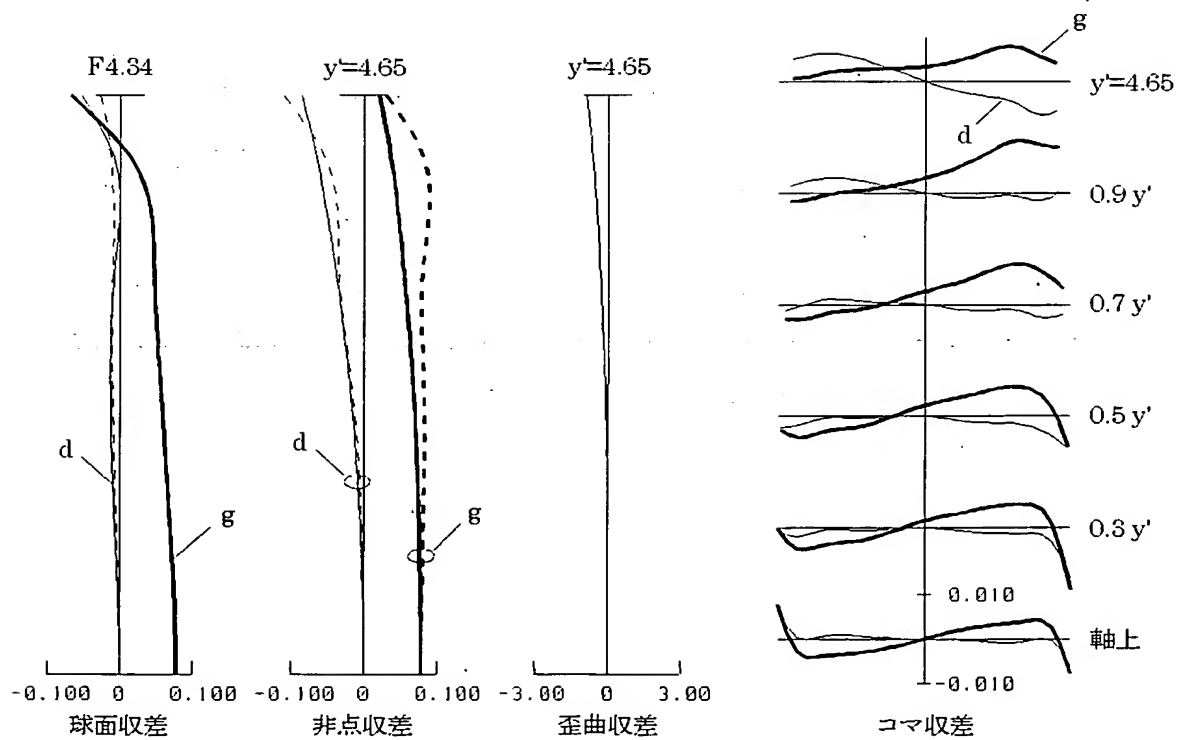 F4.34
d
g
-0.100 0 0.100
球面収差
y'=4.65
d
g
-0.100 0 0.100
非点収差
y'=4.65
-3.00 0 3.00
歪曲収差
g
y'=4.65
d
0.9 y'
0.7 y'
0.5 y'
0.3 y'
0.010
軸上
-0.010
コマ収差